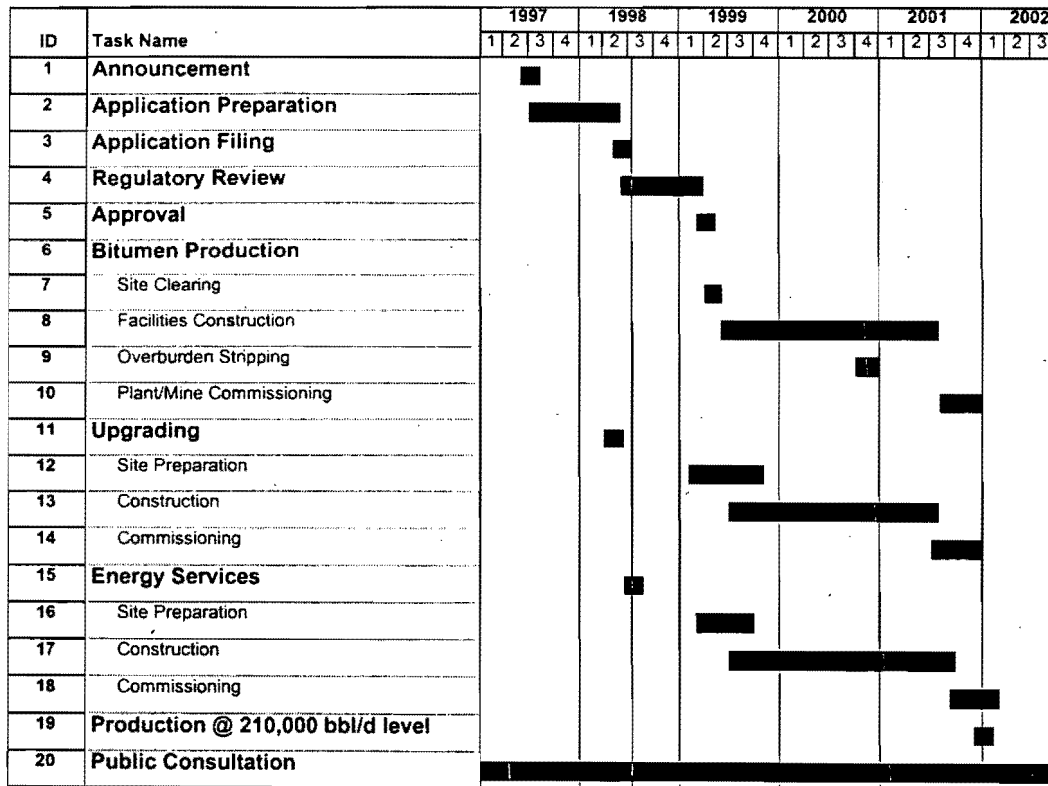 1997 1998 1999 2000 2001 2002
ID Task Name 1 2 3 4 1 2 3 4 1 2 3 4 1 2 3 4 1 2 3 4 1 2 3
1 Announcement
2 Application Preparation
3 Application Filing
4 Regulatory Review
5 Approval
6 Bitumen Production
7 Site Clearing
8 Facilities Construction
9 Overburden Stripping
10 Plant/Mine Commissioning
11 Upgrading
12 Site Preparation
13 Construction
14 Commissioning
15 Energy Services
16 Site Preparation
17 Construction
18 Commissioning
19 Production @ 210,000 bbl/d level
20 Public Consultation